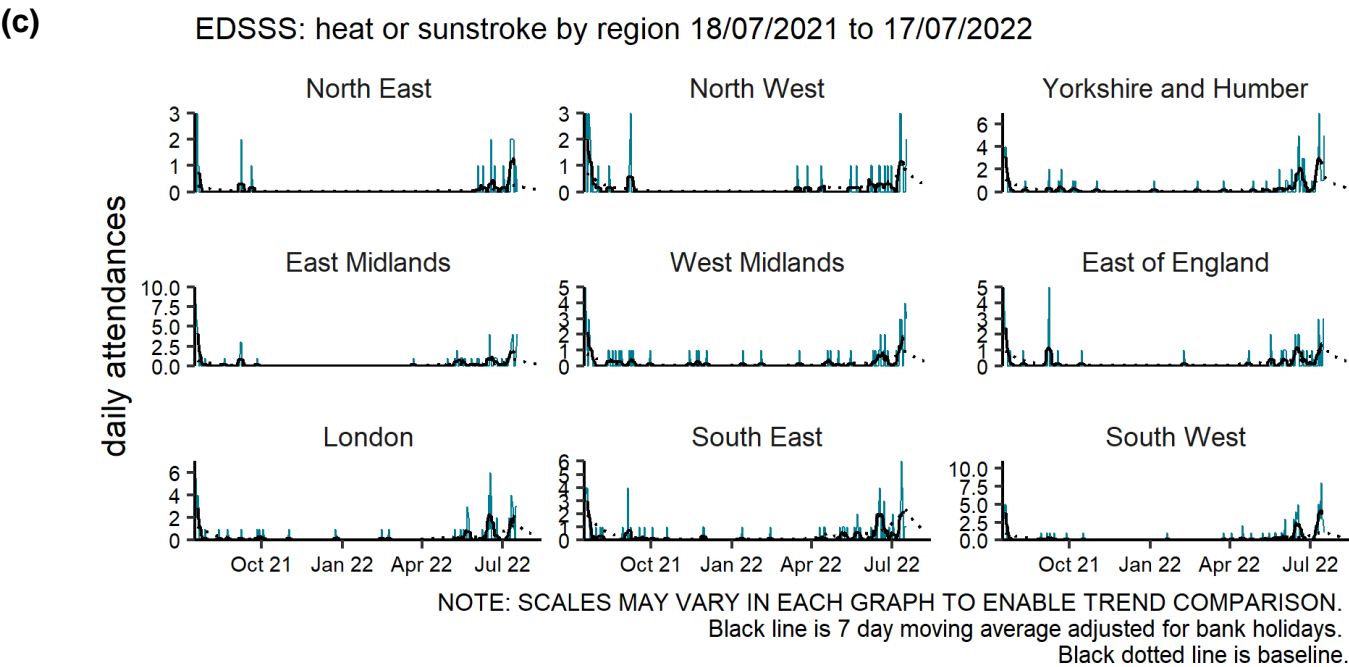 (c)
EDSSS: heat or sunstroke by region 18/07/2021 to 17/07/2022
daily attendances
North East
3
2
1
0
North West
3
2
1
0
Yorkshire and Humber
6
4
2
0
East Midlands
10.0
7.5
5.0
2.5
0.0
West Midlands
5
4
3
2
1
0
East of England
5
4
3
2
1
0
London
6
4
2
0
South East
6
5
4
3
2
1
0
South West
10.0
7.5
5.0
2.5
0.0
Oct 21 Jan 22 Apr 22 Jul 22
Oct 21 Jan 22 Apr 22 Jul 22
Oct 21 Jan 22 Apr 22 Jul 22
NOTE: SCALES MAY VARY IN EACH GRAPH TO ENABLE TREND COMPARISON.
Black line is 7 day moving average adjusted for bank holidays.
Black dotted line is baseline.